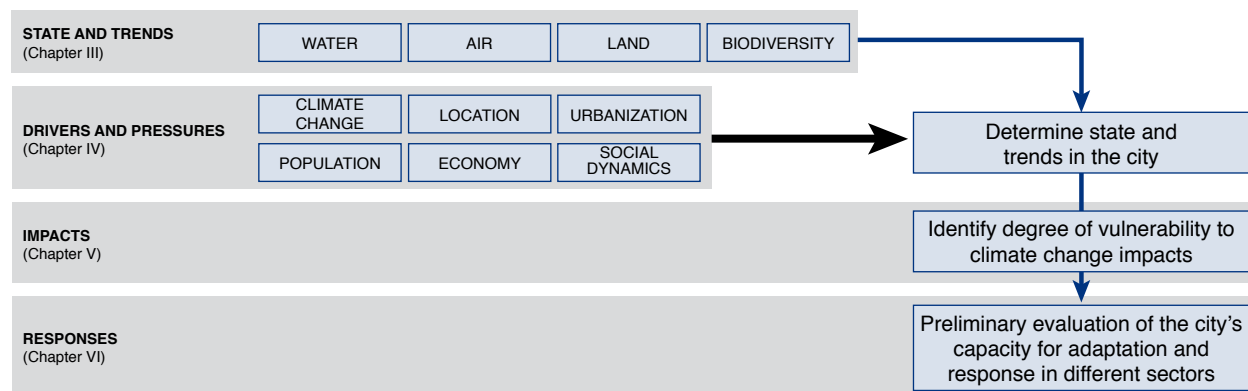 STATE AND TRENDS
(Chapter III)
WATER
AIR
LAND
BIODIVERSITY
DRIVERS AND PRESSURES
(Chapter IV)
CLIMATE
CHANGE
LOCATION
URBANIZATION
POPULATION
ECONOMY
SOCIAL
DYNAMICS
Determine state and
trends in the city
IMPACTS
(Chapter V)
Identify degree of vulnerability to
climate change impacts
RESPONSES
(Chapter VI)
Preliminary evaluation of the city’s
capacity for adaptation and
response in different sectors